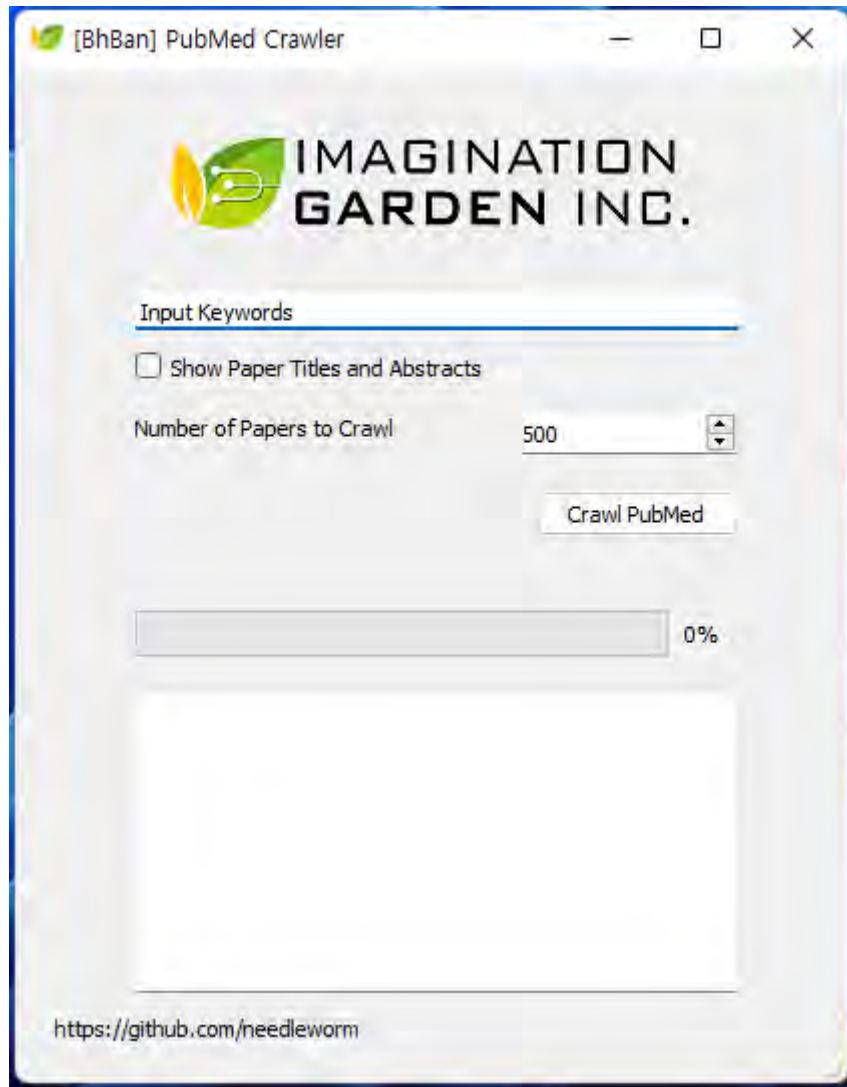 [BhBan] PubMed Crawler
IMAGINATION
GARDEN INC.
Input Keywords
Show Paper Titles and Abstracts
Number of Papers to Crawl 500
Crawl PubMed
0%
https://github.com/needleworm